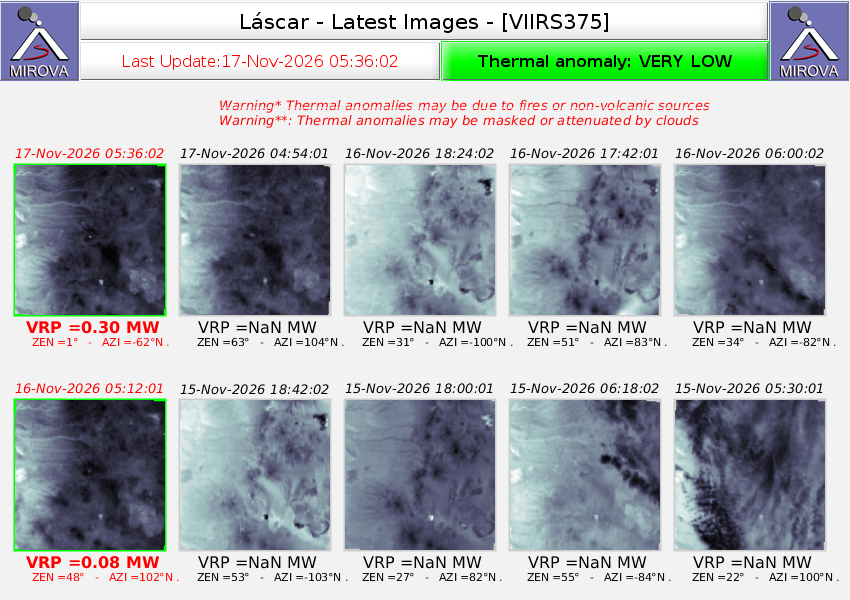 Láscar - Latest Images - [VIIRS375]
MIROVA
Last Update:17-Nov-2026 05:36:02
Thermal anomaly: VERY LOW
MIROVA
Warning* Thermal anomalies may be due to fires or non-volcanic sources
Warning**: Thermal anomalies may be masked or attenuated by clouds
17-Nov-2026 05:36:02 17-Nov-2026 04:54:01 16-Nov-2026 18:24:02 16-Nov-2026 17:42:01 16-Nov-2026 06:00:02
VRP =0.30 MW VRP =NaN MW VRP =NaN MW VRP =NaN MW VRP =NaN MW
ZEN =1° - AZI =-62°N . ZEN =63° - AZI =104°N . ZEN =31° - AZI =-100°N . ZEN =51° - AZI =83°N . ZEN =34° - AZI =-82°N .
16-Nov-2026 05:12:01 15-Nov-2026 18:42:02 15-Nov-2026 18:00:01 15-Nov-2026 06:18:02 15-Nov-2026 05:30:01
VRP =0.08 MW VRP =NaN MW VRP =NaN MW VRP =NaN MW VRP =NaN MW
ZEN =48° - AZI =102°N . ZEN =53° - AZI =-103°N . ZEN =27° - AZI =82°N . ZEN =55° - AZI =-84°N . ZEN =22° - AZI =100°N .